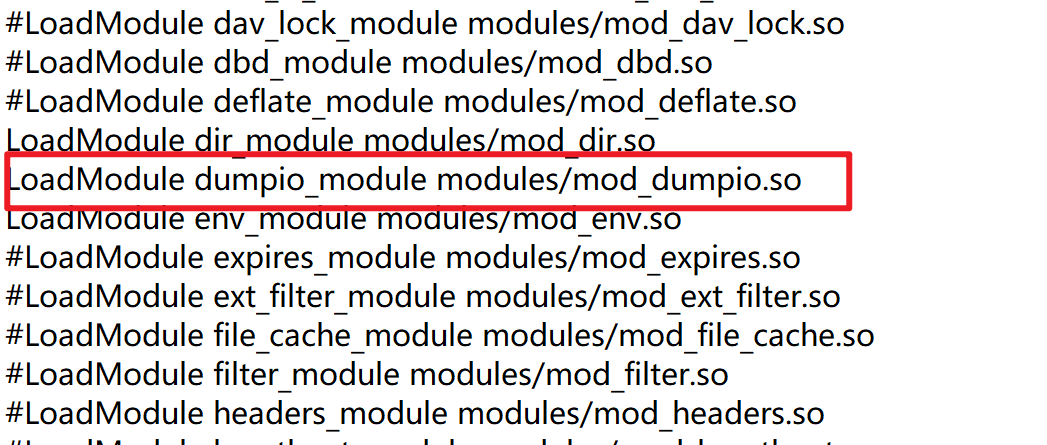 #LoadModule dav_lock_module modules/mod_dav_lock.so
#LoadModule dbd_module modules/mod_dbd.so
#LoadModule deflate_module modules/mod_deflate.so
LoadModule dir_module modules/mod_dir.so
LoadModule dumpio_module modules/mod_dumpio.so
LoadModule env_module modules/mod_env.so
#LoadModule expires_module modules/mod_expires.so
#LoadModule ext_filter_module modules/mod_ext_filter.so
#LoadModule file_cache_module modules/mod_file_cache.so
#LoadModule filter_module modules/mod_filter.so
#LoadModule headers_module modules/mod_headers.so